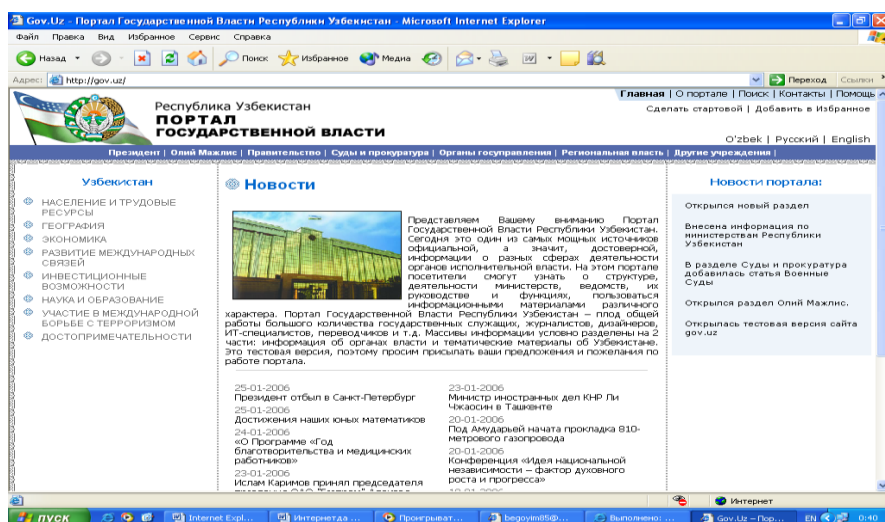 Gov.Uz - Портал Государственной Власти Республики Узбекистан - Microsoft Internet Explorer
Файл Правка Вид Избранное Сервис Справка
Назад Поиск Избранное Медиа
Адрес: http://gov.uz/ Переход Ссылки
Главная | О портале | Поиск | Контакты | Помощь
Республика Узбекистан
ПОРТАЛ
ГОСУДАРСТВЕННОЙ ВЛАСТИ
Сделать стартовой | Добавить в Избранное
O'zbek | Русский | English
Президент | Олий Мажлис | Правительство | Суды и прокуратура | Органы госуправления | Региональная власть | Другие учреждения |
Узбекистан
НАСЕЛЕНИЕ И ТРУДОВЫЕ
РЕСУРСЫ
ГЕОГРАФИЯ
ЭКОНОМИКА
РАЗВИТИЕ МЕЖДУНАРОДНЫХ
СВЯЗЕЙ
ИНВЕСТИЦИОННЫЕ
ВОЗМОЖНОСТИ
НАУКА И ОБРАЗОВАНИЕ
УЧАСТИЕ В МЕЖДУНАРОДНОЙ
БОРЬБЕ С ТЕРРОРИЗМОМ
ДОСТОПРИМЕЧАТЕЛЬНОСТИ
Новости
Представляем Вашему вниманию Портал
Государственной Власти Республики Узбекистан.
Сегодня это один из самых мощных источников
официальной, а значит, достоверной,
информации о разных сферах деятельности
органов исполнительной власти. На этом портале
посетители смогут узнать о структуре,
деятельности министерств, ведомств, их
руководстве и функциях, пользоваться
информационными материалами различного
характера. Портал Государственной Власти Республики Узбекистан – плод общей
работы большого количества государственных служащих, журналистов, дизайнеров,
ИТ-специалистов, переводчиков и т.д. Массивы информации условно разделены на 2
части: информация об органах власти и тематические материалы об Узбекистане.
Это тестовая версия, поэтому просим присылать ваши предложения и пожелания по
работе портала.
25-01-2006
Президент отбыл в Санкт-Петербург
25-01-2006
Достижения наших юных математиков
24-01-2006
«О Программе «Год
благотворительства и медицинских
работников»
23-01-2006
Ислам Каримов принял председателя
23-01-2006
Министр иностранных дел КНР Ли
Чжаосин в Ташкенте
20-01-2006
Под Амударьей начата прокладка 810-
метрового газопровода
20-01-2006
Конференция «Идея национальной
независимости – фактор духовного
роста и прогресса»
Новости портала:
Открылся новый раздел
Внесена информация по
министерствам Республики
Узбекистан
В разделе Суды и прокуратура
добавилась статья Военные
Суды
Открылся раздел Олий Мажлис.
Открылась тестовая версия сайта
gov.uz
Интернет
пуск Internet Expl... Интернетда ... Проигрыват... begoyim85@... Выполнено: ... Gov.Uz – Пор... EN 0:40